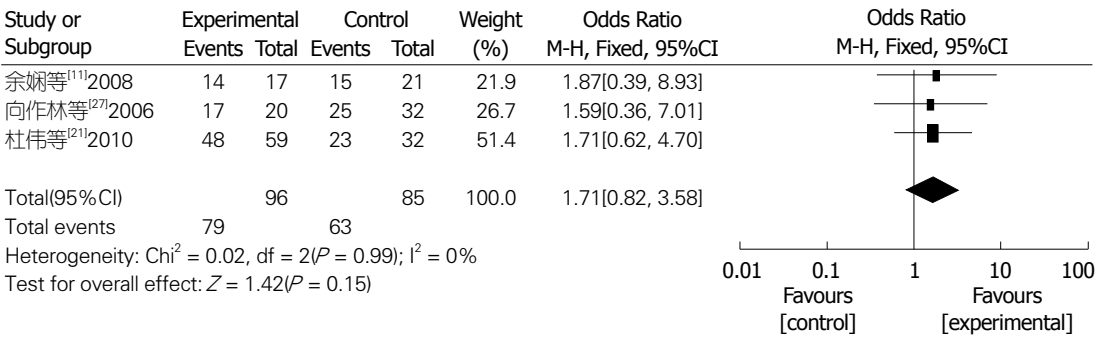 Study or Experimental Control Weight Odds Ratio Odds Ratio
Subgroup Events Total Events Total (%) M-H, Fixed, 95%CI M-H, Fixed, 95%CI
余娴等[11]2008 14 17 15 21 21.9 1.87[0.39, 8.93]
向作林等[27]2006 17 20 25 32 26.7 1.59[0.36, 7.01]
杜伟等[21]2010 48 59 23 32 51.4 1.71[0.62, 4.70]
Total(95%CI) 96 85 100.0 1.71[0.82, 3.58]
Total events 79 63
Heterogeneity: Chi² = 0.02, df = 2(P = 0.99); I² = 0%
Test for overall effect: Z = 1.42(P = 0.15)
0.01 0.1 1 10 100
Favours Favours
[control] [experimental]